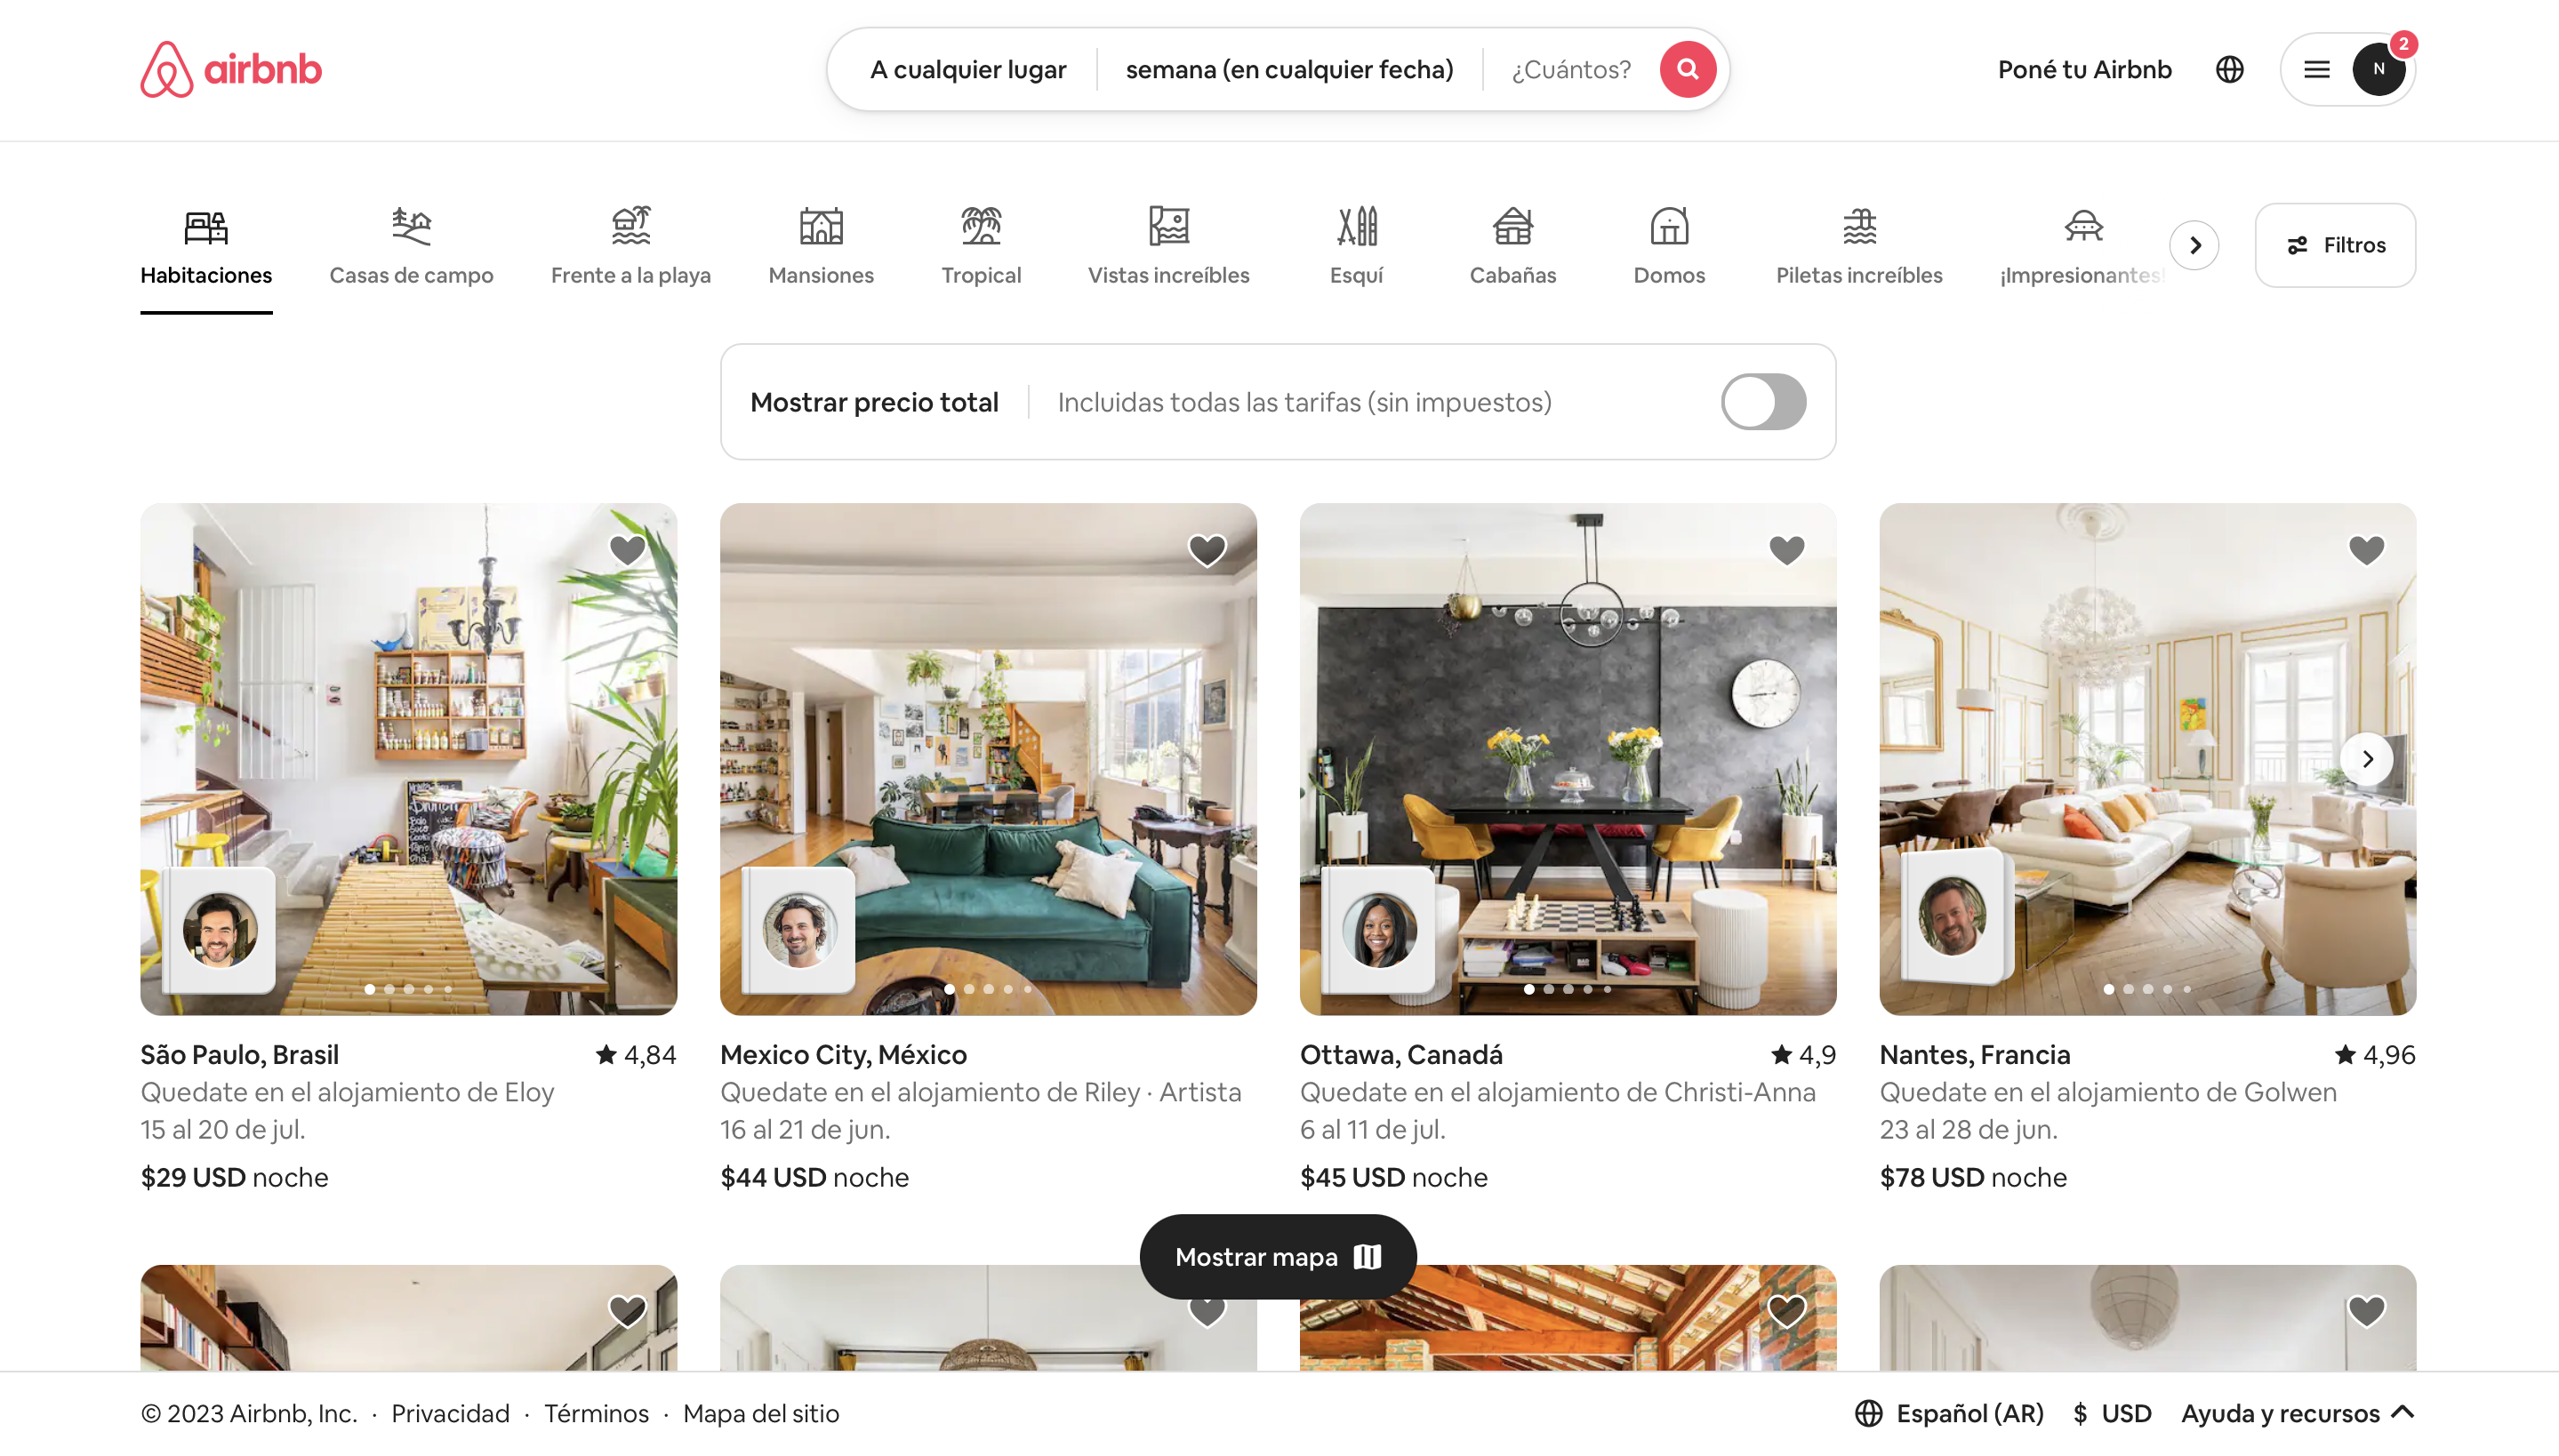 airbnb
A cualquier lugar
semana (en cualquier fecha)
¿Cuántos?
Poné tu Airbnb
N
2
Habitaciones
Casas de campo
Frente a la playa
Mansiones
Tropical
Vistas increíbles
Esquí
Cabañas
Domos
Piletas increíbles
¡Impresionantes!
Filtros
Mostrar precio total
Incluidas todas las tarifas (sin impuestos)
São Paulo, Brasil
4,84
Quedate en el alojamiento de Eloy
15 al 20 de jul.
$29 USD noche
Mexico City, México
Quedate en el alojamiento de Riley · Artista
16 al 21 de jun.
$44 USD noche
Ottawa, Canadá
4,9
Quedate en el alojamiento de Christi-Anna
6 al 11 de jul.
$45 USD noche
Nantes, Francia
4,96
Quedate en el alojamiento de Golwen
23 al 28 de jun.
$78 USD noche
Mostrar mapa
© 2023 Airbnb, Inc. · Privacidad · Términos · Mapa del sitio
Español (AR)
$ USD
Ayuda y recursos